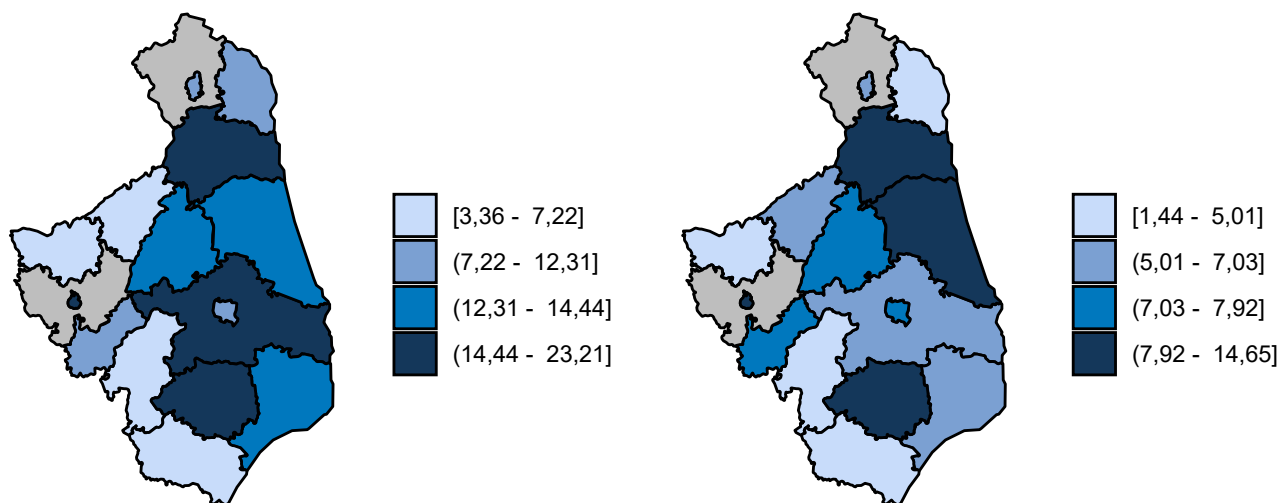 [3,36 - 7,22]
(7,22 - 12,31]
(12,31 - 14,44]
(14,44 - 23,21]
[1,44 - 5,01]
(5,01 - 7,03]
(7,03 - 7,92]
(7,92 - 14,65]